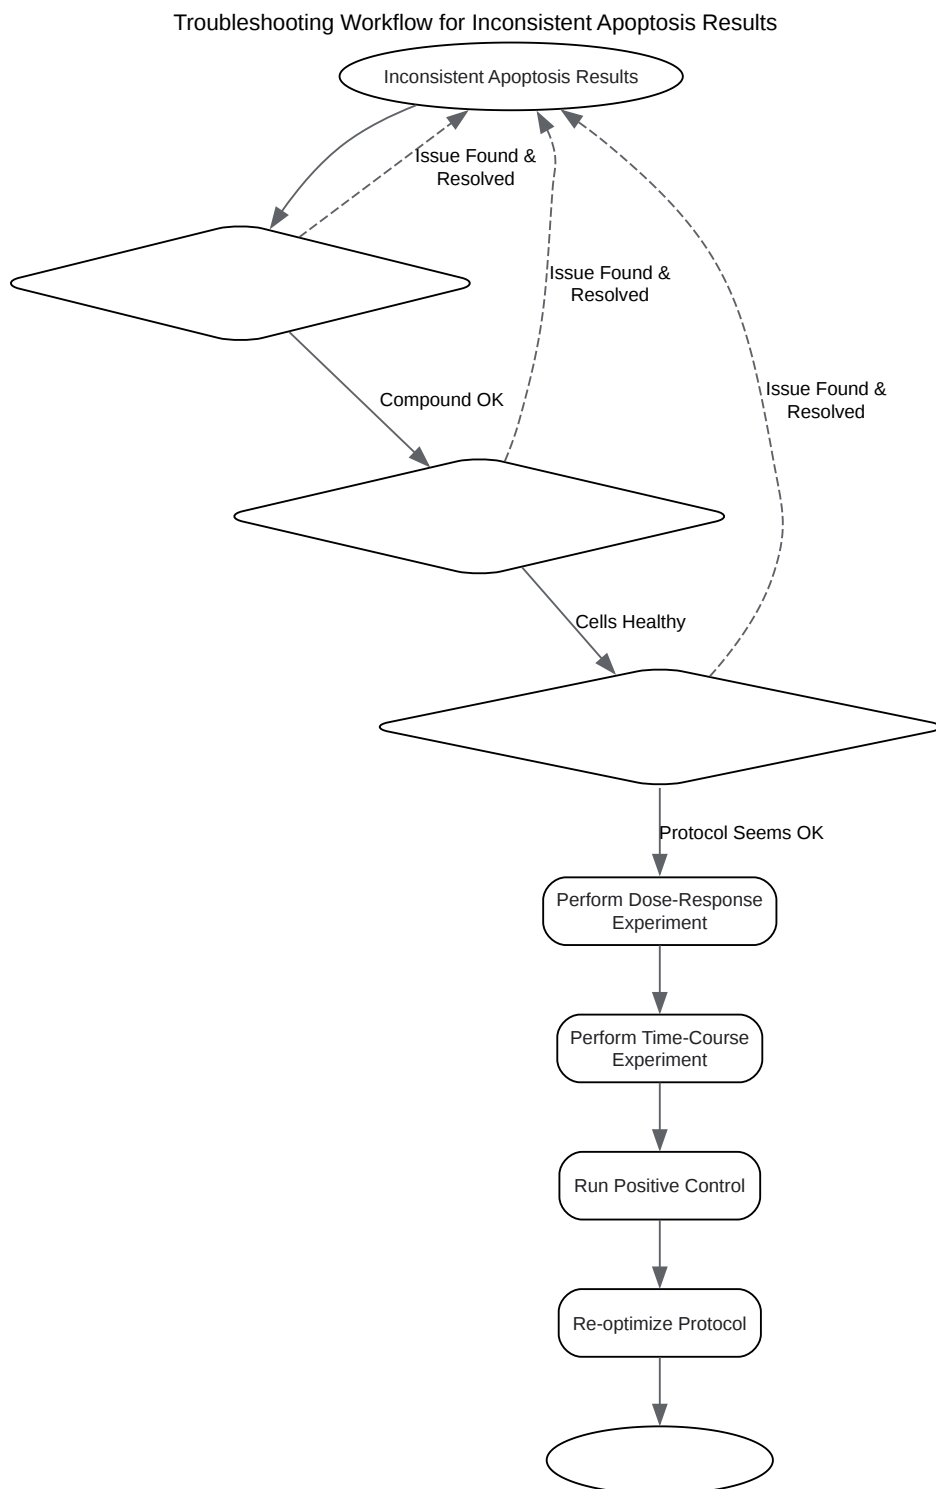 Troubleshooting Workflow for Inconsistent Apoptosis Results
Inconsistent Apoptosis Results
Issue Found &
Resolved
Issue Found &
Resolved
Issue Found &
Resolved
Compound OK
Cells Healthy
Protocol Seems OK
Perform Dose-Response
Experiment
Perform Time-Course
Experiment
Run Positive Control
Re-optimize Protocol